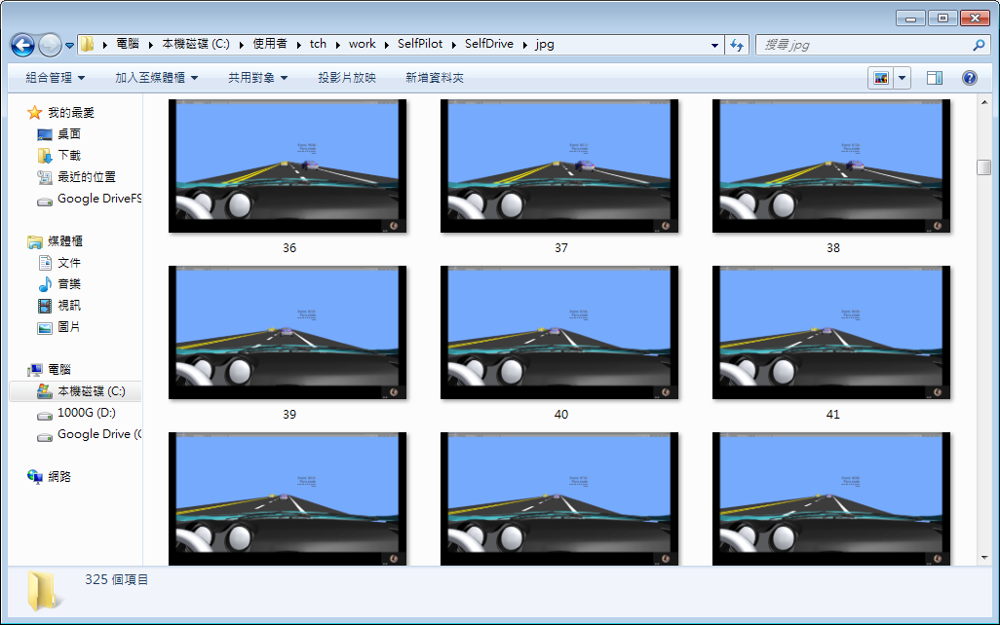 電腦 ▸ 本機磁碟 (C:) ▸ 使用者 ▸ tch ▸ work ▸ SelfPilot ▸ SelfDrive ▸ jpg
搜尋 jpg
組合管理 加入至媒體櫃 共用對象 投影片放映 新增資料夾
我的最愛
桌面
下載
最近的位置
Google DriveFS
媒體櫃
文件
音樂
視訊
圖片
電腦
本機磁碟 (C:)
1000G (D:)
Google Drive (
網路
36 37 38
39 40 41
325 個項目